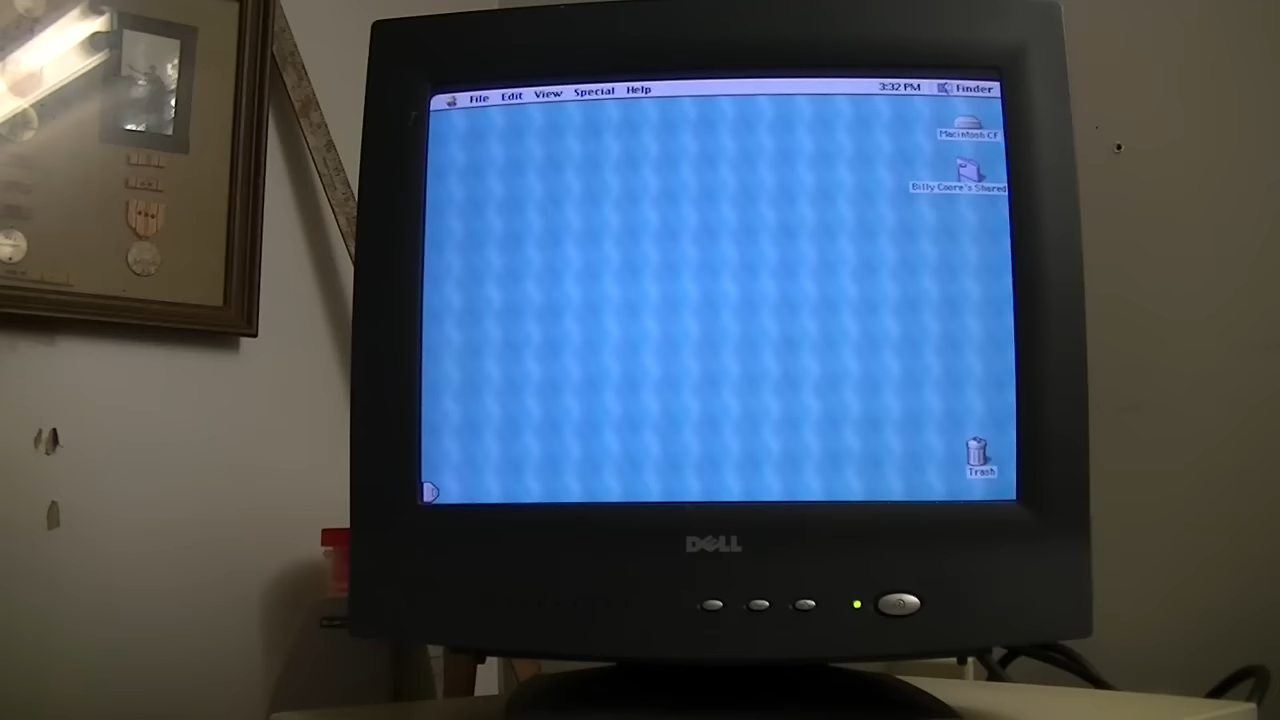 File Edit View Special Help 3:32 PM Finder
Macintosh CF
Billy Coore's Shared
Trash
DELL